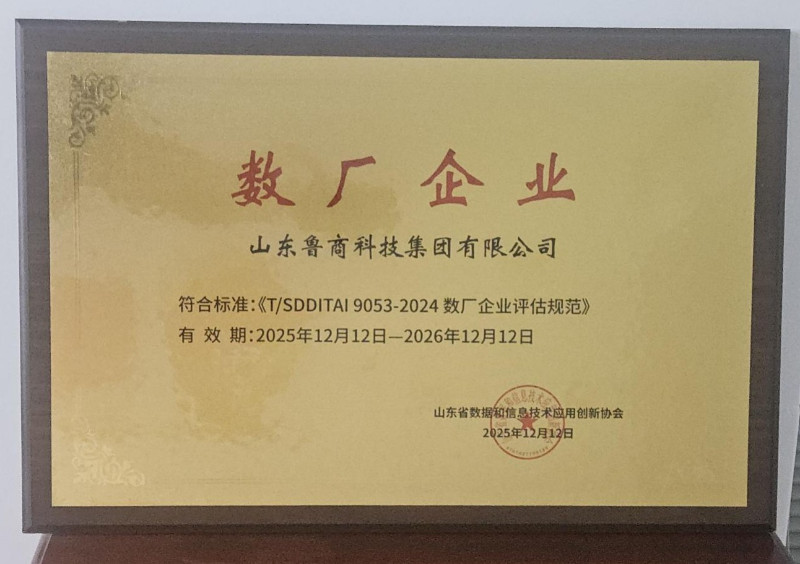 数厂企业
山东鲁商科技集团有限公司
符合标准:《T/SDDITAI 9053-2024 数厂企业评估规范》
有 效 期:2025年12月12日—2026年12月12日
山东省数据和信息技术应用创新协会
2025年12月12日